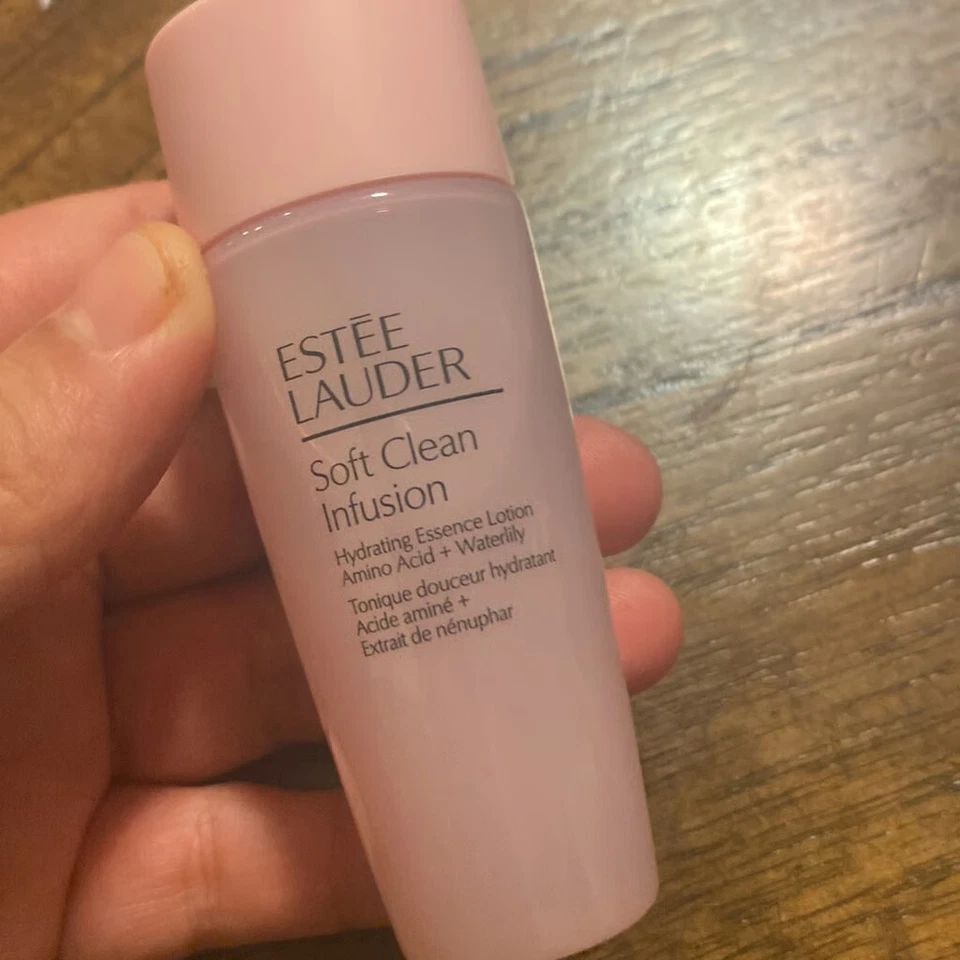 ESTĒE
LAUDER
Soft Clean
Infusion
Hydrating Essence Lotion
Amino Acid + Waterlily
Tonique douceur hydratant
Acide aminé +
Extrait de nénuphar